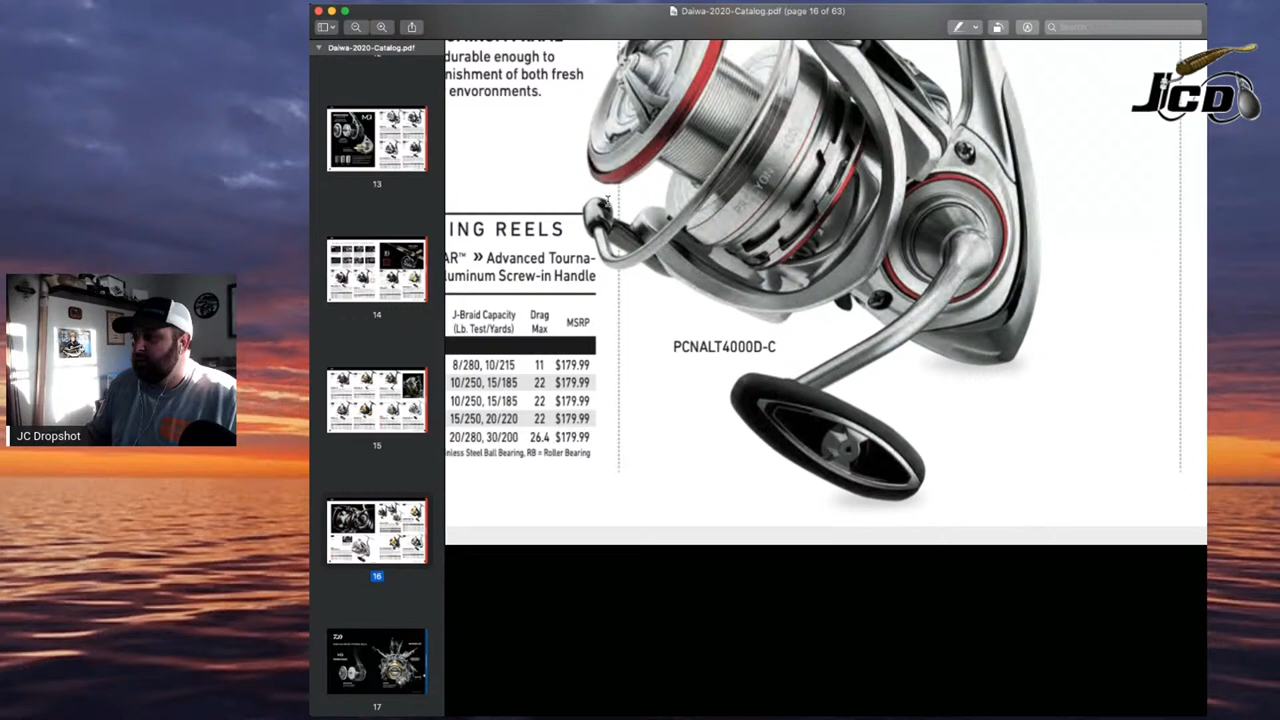 Daiwa-2020-Catalog.pdf (page 16 of 63)
Search
Daiwa-2020-Catalog.pdf
JCD
durable enough to
nishment of both fresh
envoronments.
13
14
15
16
17
ING REELS
AR™ » Advanced Tourna-
luminum Screw-in Handle
J-Braid Capacity Drag
(Lb. Test/Yards) Max MSRP
8/280, 10/215 11 $179.99
10/250, 15/185 22 $179.99
10/250, 15/185 22 $179.99
15/250, 20/220 22 $179.99
20/280, 30/200 26.4 $179.99
nless Steel Ball Bearing, RB = Roller Bearing
PCNALT4000D-C
JC Dropshot